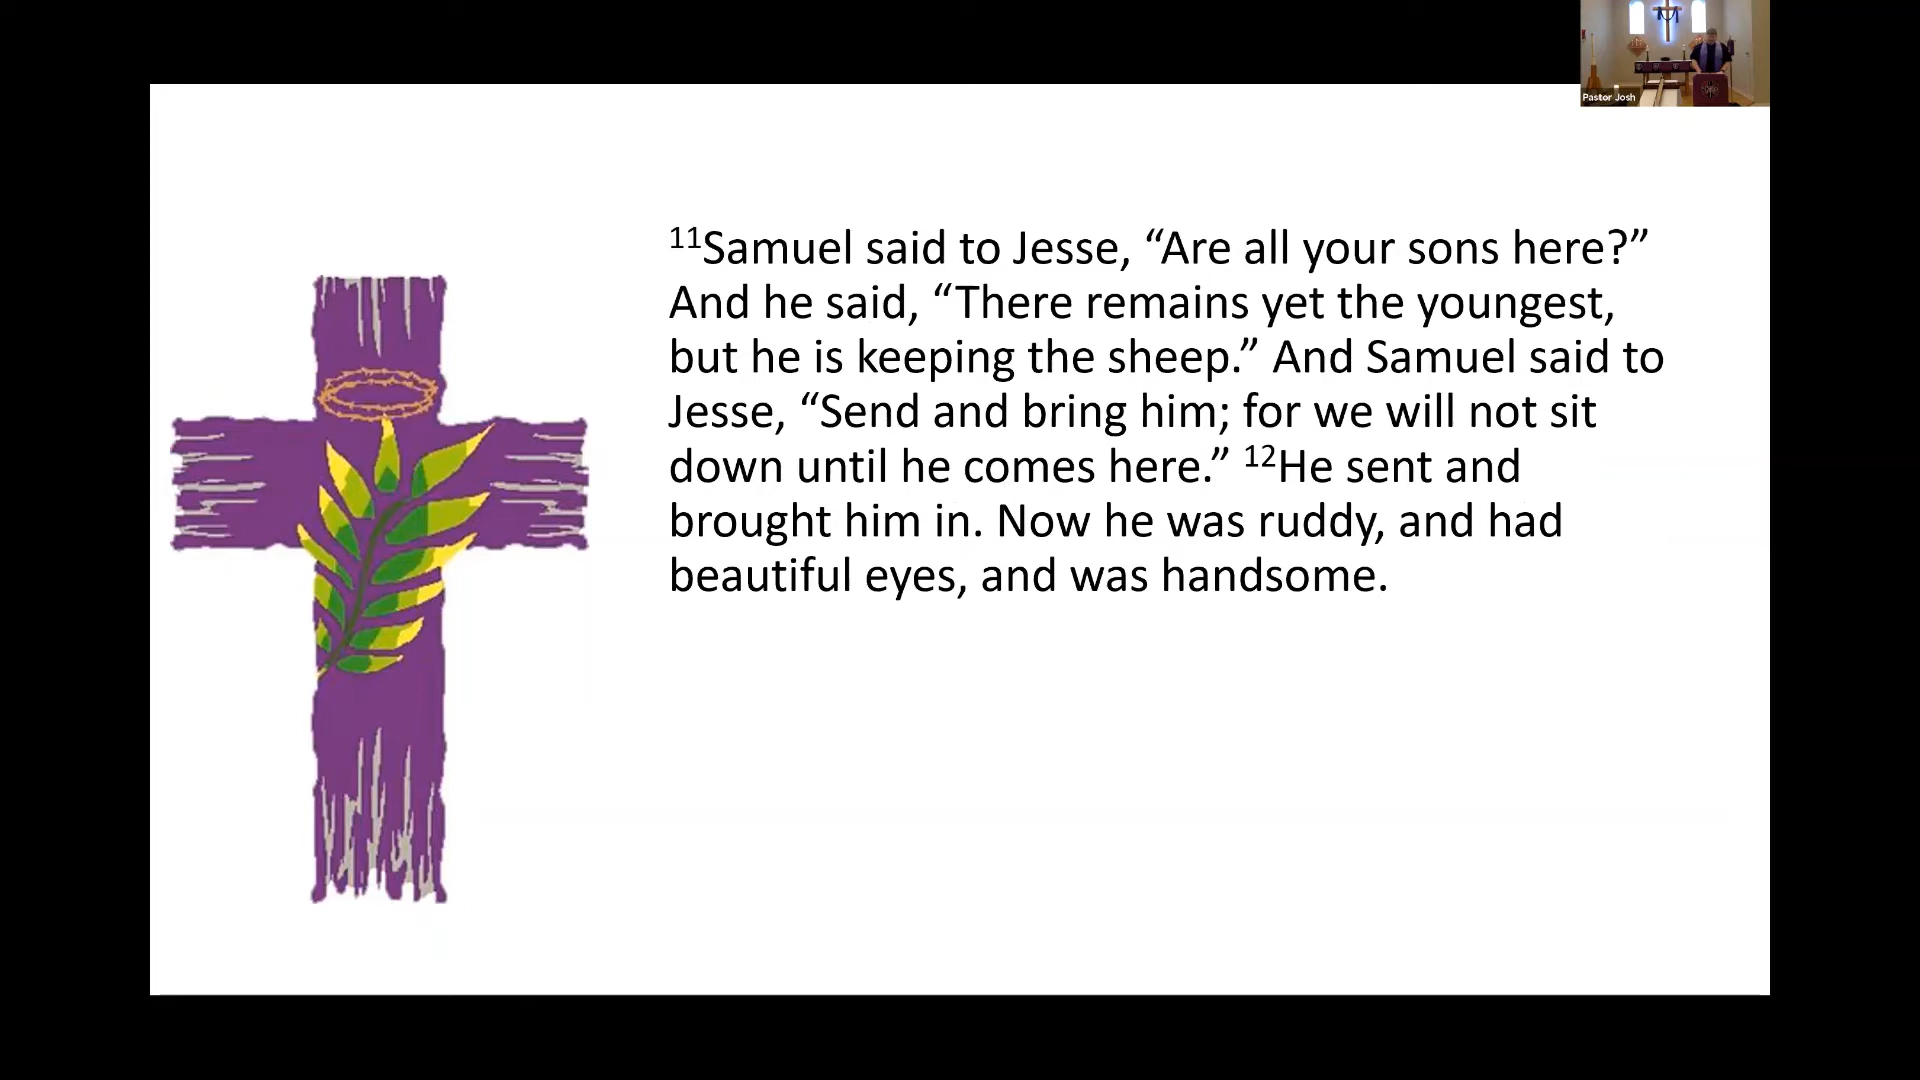 Pastor Josh
¹¹Samuel said to Jesse, “Are all your sons here?”
And he said, “There remains yet the youngest,
but he is keeping the sheep.” And Samuel said to
Jesse, “Send and bring him; for we will not sit
down until he comes here.” ¹²He sent and
brought him in. Now he was ruddy, and had
beautiful eyes, and was handsome.